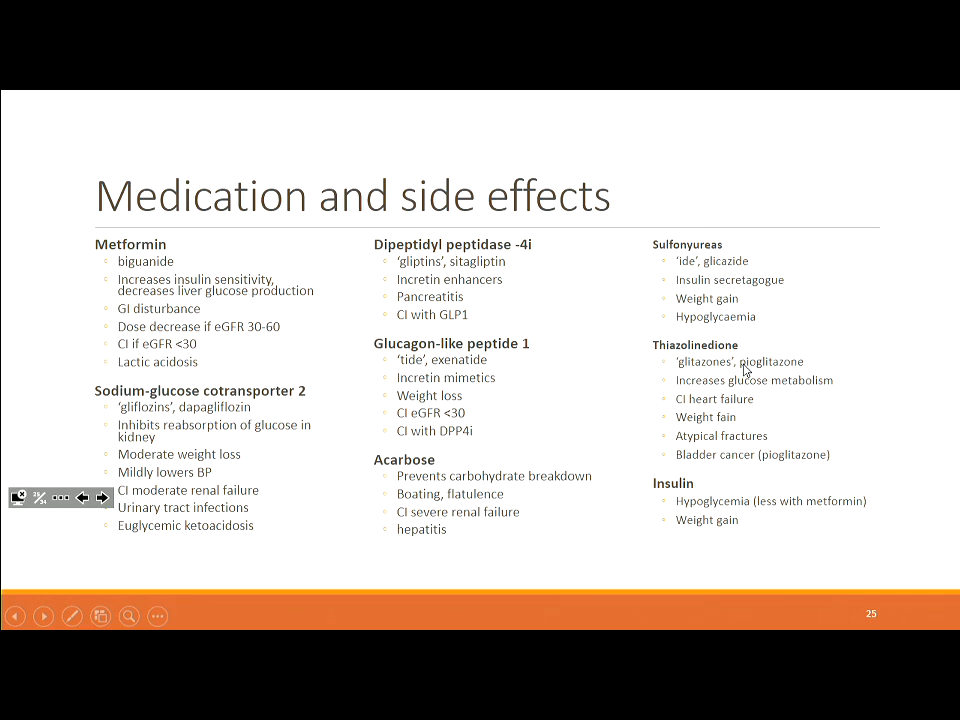 Medication and side effects
Metformin
biguanide
Increases insulin sensitivity,
decreases liver glucose production
GI disturbance
Dose decrease if eGFR 30-60
CI if eGFR <30
Lactic acidosis
Sodium-glucose cotransporter 2
‘gliflozins’, dapagliflozin
Inhibits reabsorption of glucose in
kidney
Moderate weight loss
Mildly lowers BP
CI moderate renal failure
Urinary tract infections
Euglycemic ketoacidosis
Dipeptidyl peptidase -4i
‘gliptins’, sitagliptin
Incretin enhancers
Pancreatitis
CI with GLP1
Glucagon-like peptide 1
‘tide’, exenatide
Incretin mimetics
Weight loss
CI eGFR <30
CI with DPP4i
Acarbose
Prevents carbohydrate breakdown
Boating, flatulence
CI severe renal failure
hepatitis
Sulfonyureas
‘ide’, glicazide
Insulin secretagogue
Weight gain
Hypoglycaemia
Thiazolinedione
‘glitazones’, pioglitazone
Increases glucose metabolism
CI heart failure
Weight fain
Atypical fractures
Bladder cancer (pioglitazone)
Insulin
Hypoglycemia (less with metformin)
Weight gain
25